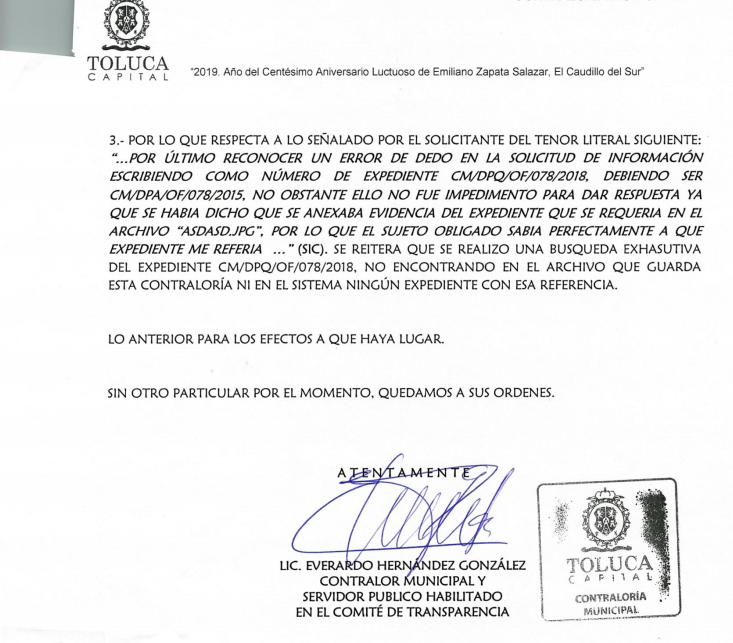 TOLUCA
CAPITAL
"2019. Año del Centésimo Aniversario Luctuoso de Emiliano Zapata Salazar, El Caudillo del Sur"
3.- POR LO QUE RESPECTA A LO SEÑALADO POR EL SOLICITANTE DEL TENOR LITERAL SIGUIENTE:
"...POR ÚLTIMO RECONOCER UN ERROR DE DEDO EN LA SOLICITUD DE INFORMACIÓN
ESCRIBIENDO COMO NÚMERO DE EXPEDIENTE CM/DPQ/OF/078/2018, DEBIENDO SER
CM/DPA/OF/078/2015, NO OBSTANTE ELLO NO FUE IMPEDIMENTO PARA DAR RESPUESTA YA
QUE SE HABIA DICHO QUE SE ANEXABA EVIDENCIA DEL EXPEDIENTE QUE SE REQUERIA EN EL
ARCHIVO "ASDASD.JPG", POR LO QUE EL SUJETO OBLIGADO SABIA PERFECTAMENTE A QUE
EXPEDIENTE ME REFERIA ..." (SIC). SE REITERA QUE SE REALIZO UNA BUSQUEDA EXHASUTIVA
DEL EXPEDIENTE CM/DPQ/OF/078/2018, NO ENCONTRANDO EN EL ARCHIVO QUE GUARDA
ESTA CONTRALORÍA NI EN EL SISTEMA NINGÚN EXPEDIENTE CON ESA REFERENCIA.
LO ANTERIOR PARA LOS EFECTOS A QUE HAYA LUGAR.
SIN OTRO PARTICULAR POR EL MOMENTO, QUEDAMOS A SUS ORDENES.
ATENTAMENTE
LIC. EVERARDO HERNÁNDEZ GONZÁLEZ
CONTRALOR MUNICIPAL Y
SERVIDOR PUBLICO HABILITADO
EN EL COMITÉ DE TRANSPARENCIA
TOLUCA
CAPITAL
CONTRALORÍA
MUNICIPAL